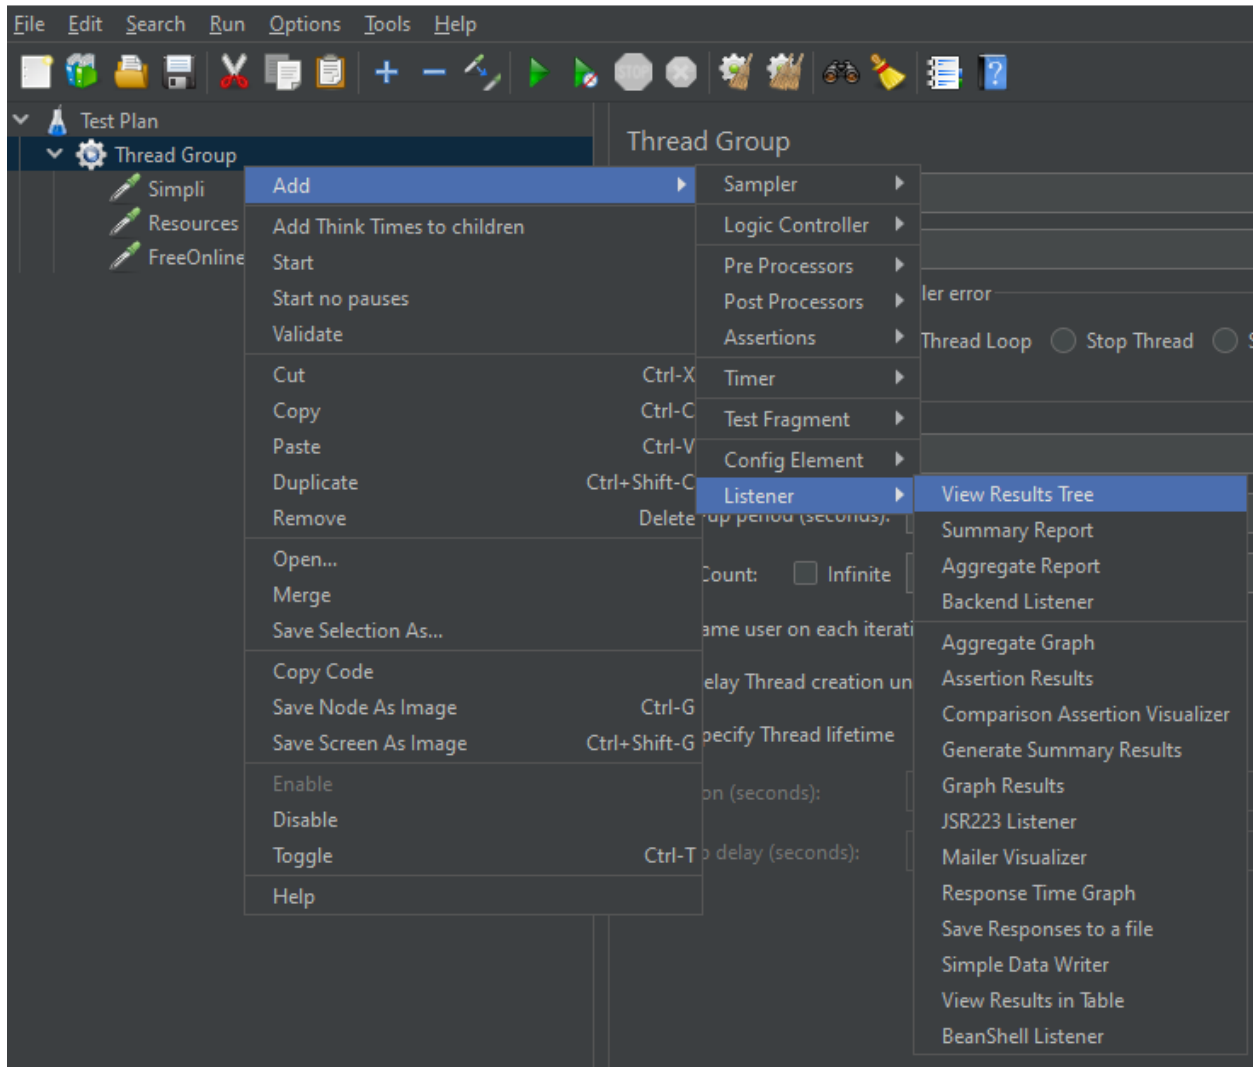 File Edit Search Run Options Tools Help
STOP
?
Test Plan
Thread Group
Simpli
Resources
FreeOnline
Thread Group
Add
Add Think Times to children
Start
Start no pauses
Validate
Cut Ctrl-X
Copy Ctrl-C
Paste Ctrl-V
Duplicate Ctrl+Shift-C
Remove Delete
Open...
Merge
Save Selection As...
Copy Code
Save Node As Image Ctrl-G
Save Screen As Image Ctrl+Shift-G
Enable
Disable
Toggle Ctrl-T
Help
Sampler
Logic Controller
Pre Processors
Post Processors
Assertions
Timer
Test Fragment
Config Element
Listener
ler error
Thread Loop Stop Thread S
-up period (seconds):
Count: Infinite
ame user on each iterati
elay Thread creation un
pecify Thread lifetime
on (seconds):
p delay (seconds):
View Results Tree
Summary Report
Aggregate Report
Backend Listener
Aggregate Graph
Assertion Results
Comparison Assertion Visualizer
Generate Summary Results
Graph Results
JSR223 Listener
Mailer Visualizer
Response Time Graph
Save Responses to a file
Simple Data Writer
View Results in Table
BeanShell Listener